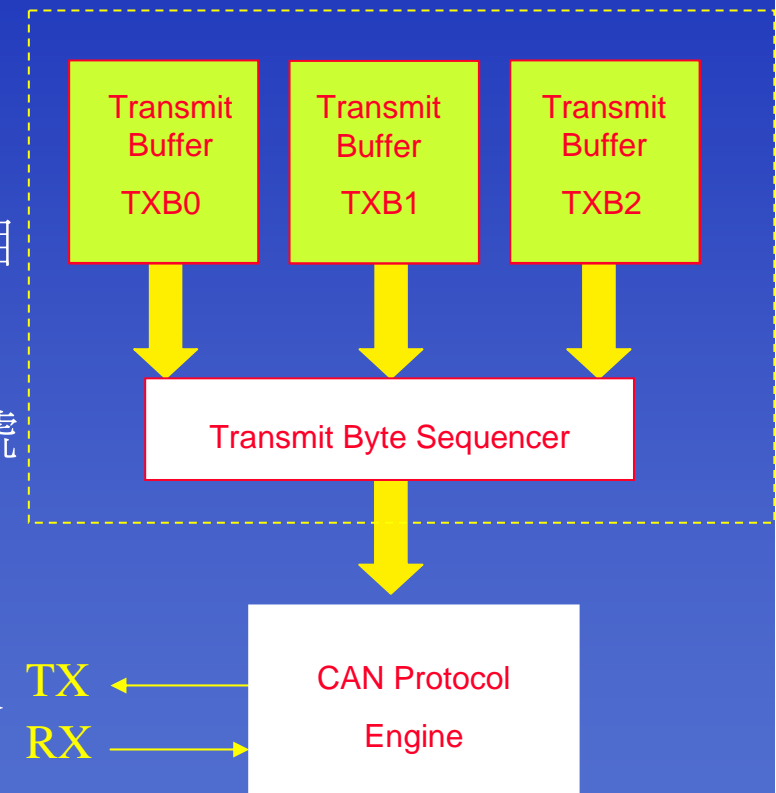 Transmit
Buffer
TXB0
Transmit
Buffer
TXB1
Transmit
Buffer
TXB2
Transmit Byte Sequencer
CAN Protocol
Engine
TX
RX